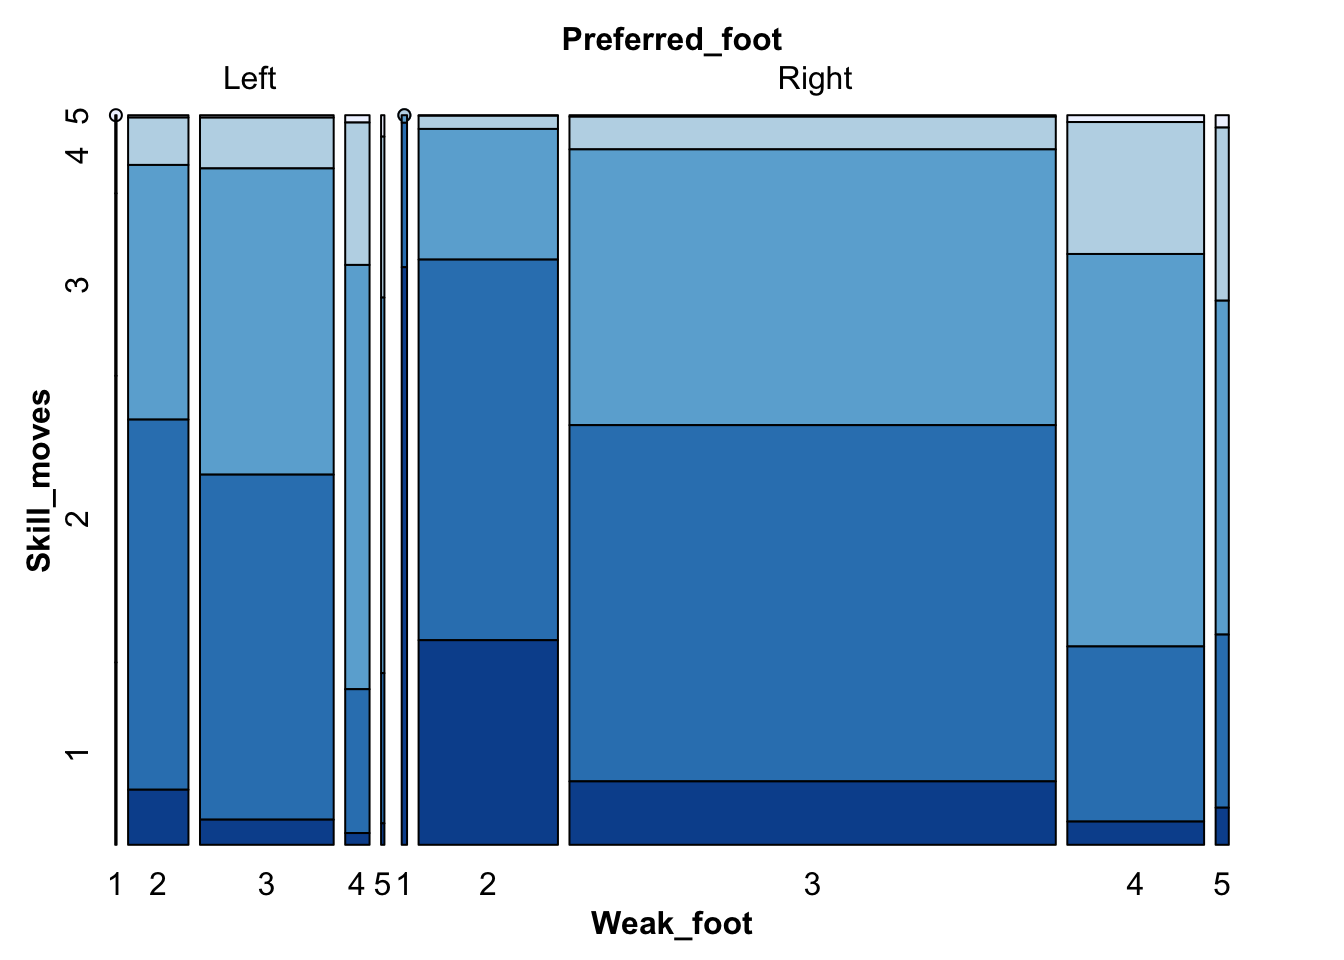 Preferred_foot
Left Right
5
4
3
2
1
Skill_moves
1 2 3 4 5 1 2 3 4 5
Weak_foot